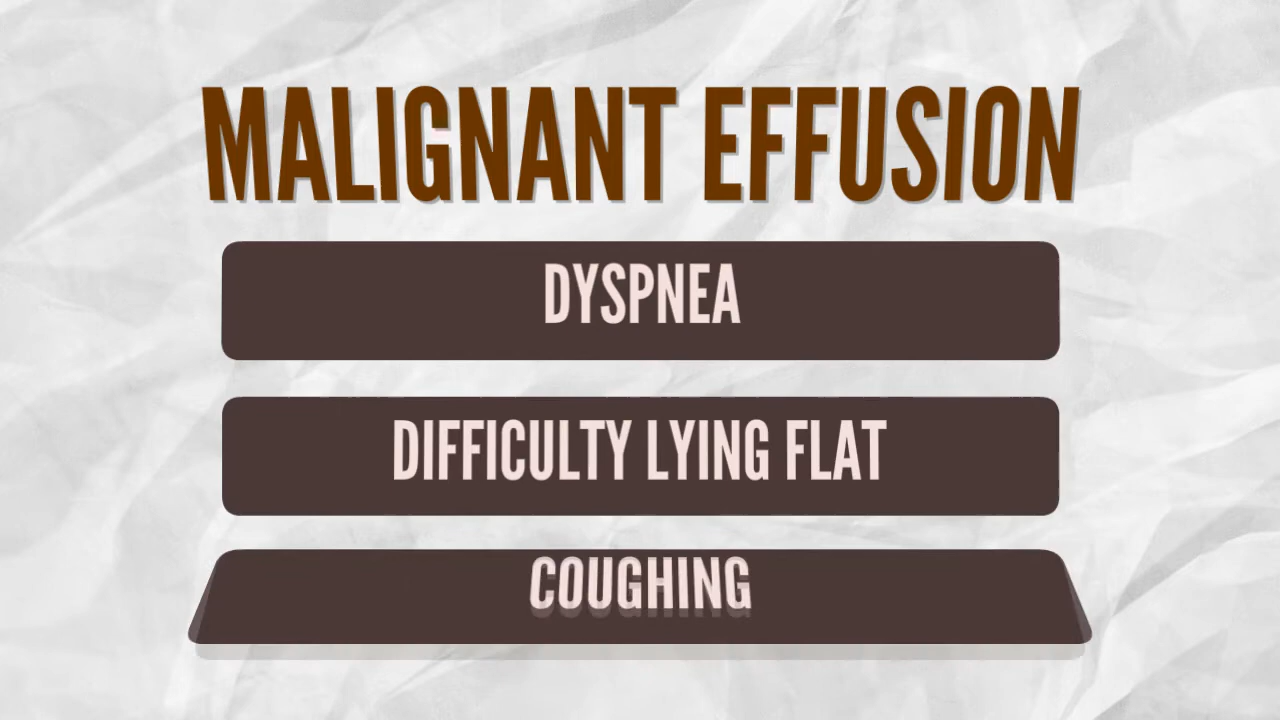 MALIGNANT EFFUSION
DYSPNEA
DIFFICULTY LYING FLAT
COUGHING